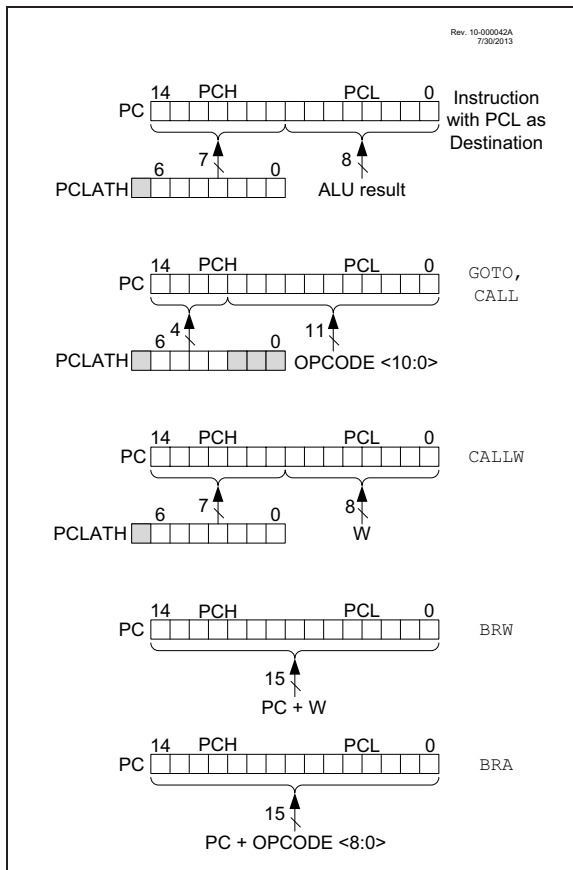 Rev. 10-000042A
7/30/2013
14 PCH PCL 0
PC
Instruction
with PCL as
Destination
7 8
6 0
PCLATH
ALU result
14 PCH PCL 0
PC
GOTO,
CALL
4 11
6 0
PCLATH
OPCODE <10:0>
14 PCH PCL 0
PC
CALLW
7 8
6 0
PCLATH
W
14 PCH PCL 0
PC
BRW
15
PC + W
14 PCH PCL 0
PC
BRA
15
PC + OPCODE <8:0>